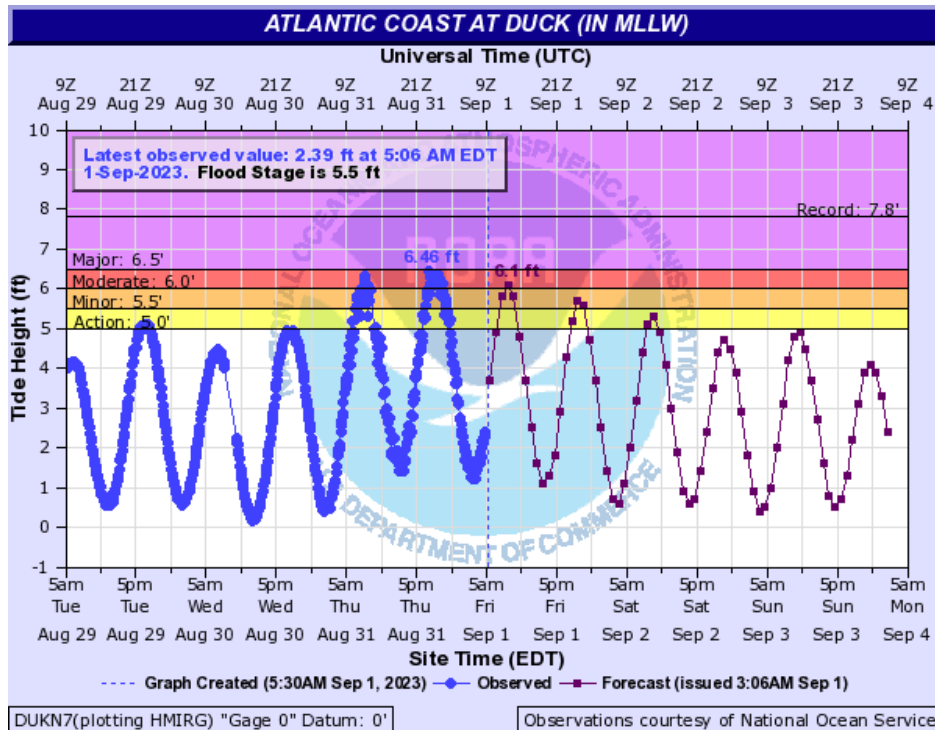 ATLANTIC COAST AT DUCK (IN MLLW)
Universal Time (UTC)
9Z 21Z 9Z 21Z 9Z 21Z 9Z 21Z 9Z 21Z 9Z 21Z 9Z
Aug 29 Aug 29 Aug 30 Aug 30 Aug 31 Aug 31 Sep 1 Sep 1 Sep 2 Sep 2 Sep 3 Sep 3 Sep 4
Latest observed value: 2.39 ft at 5:06 AM EDT
1-Sep-2023. Flood Stage is 5.5 ft
Record: 7.8'
Major: 6.5'
Moderate: 6.0'
Minor: 5.5'
Action: 5.0'
6.46 ft
6.1 ft
NOAA
NATIONAL OCEANIC AND ATMOSPHERIC ADMINISTRATION
U.S. DEPARTMENT OF COMMERCE
Tide Height (ft)
10
9
8
7
6
5
4
3
2
1
0
-1
5am 5pm 5am 5pm 5am 5pm 5am 5pm 5am 5pm 5am 5pm 5am
Tue Tue Wed Wed Thu Thu Fri Fri Sat Sat Sun Sun Mon
Aug 29 Aug 29 Aug 30 Aug 30 Aug 31 Aug 31 Sep 1 Sep 1 Sep 2 Sep 2 Sep 3 Sep 3 Sep 4
Site Time (EDT)
Graph Created (5:30AM Sep 1, 2023) Observed Forecast (issued 3:06AM Sep 1)
DUKN7(plotting HMIRG) "Gage 0" Datum: 0'
Observations courtesy of National Ocean Service